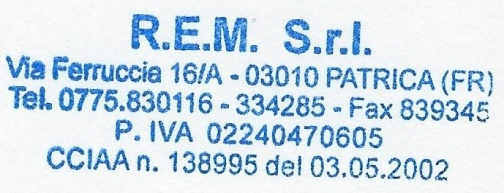 R.E.M. S.r.l.
Via Ferruccia 16/A - 03010 PATRICA (FR)
Tel. 0775.830116 - 334285 - Fax 839345
P. IVA 02240470605
CCIAA n. 138995 del 03.05.2002